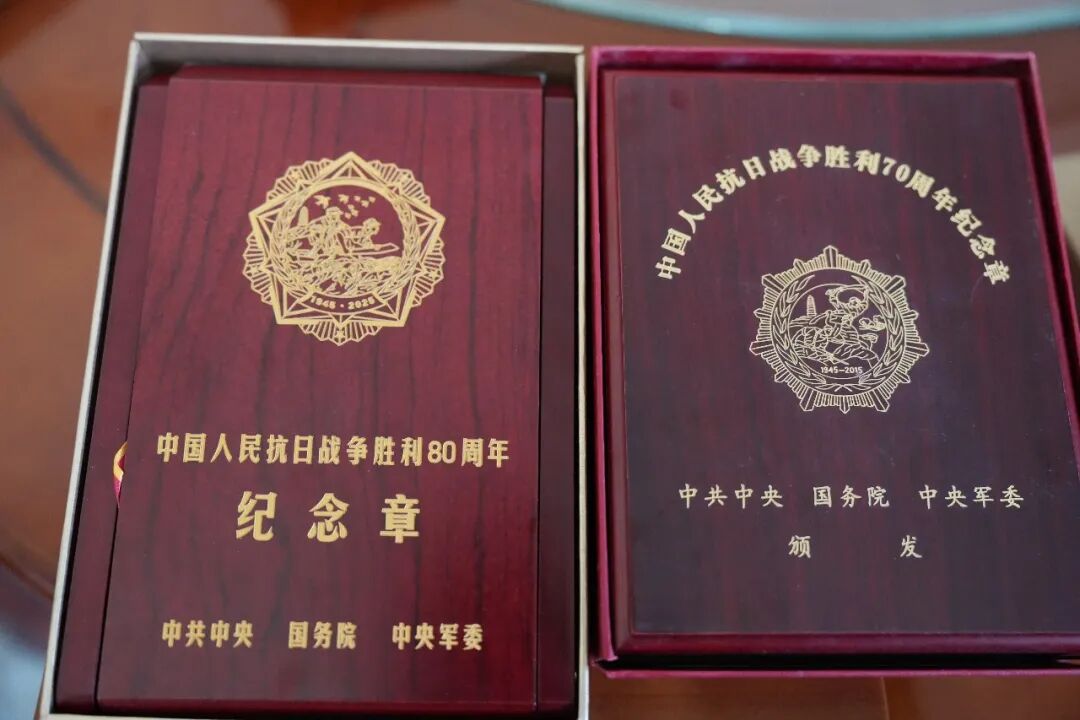 1945·2025
中国人民抗日战争胜利80周年
纪念章
中共中央 国务院 中央军委
中国人民抗日战争胜利70周年纪念章
1945-2015
中共中央 国务院 中央军委
颁发